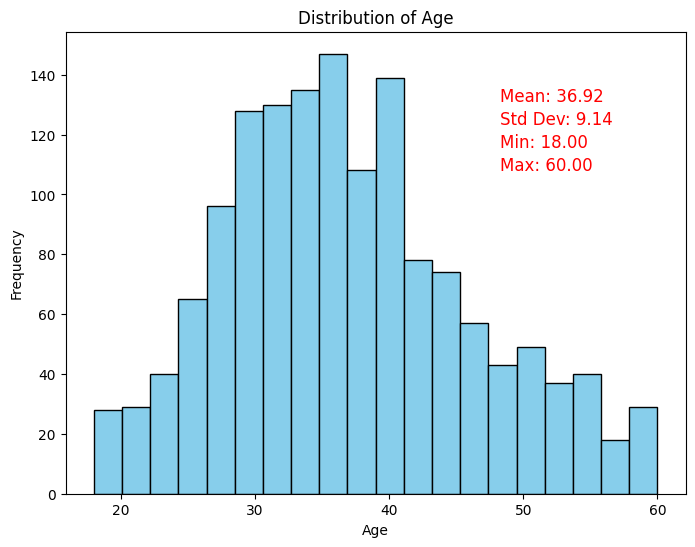 Distribution of Age
Mean: 36.92
Std Dev: 9.14
Min: 18.00
Max: 60.00
Frequency
140
120
100
80
60
40
20
0
20 30 40 50 60
Age